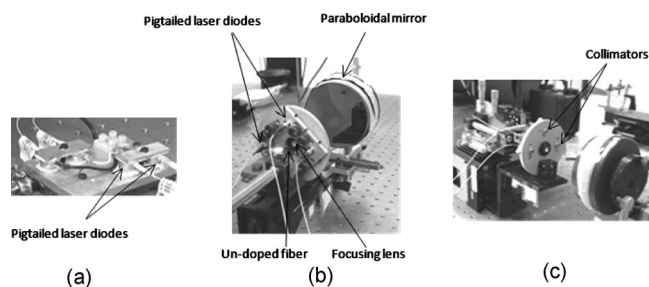 Pigtailed laser diodes
Paraboloidal mirror
Collimators
Pigtailed laser diodes
Un-doped fiber
Focusing lens
(a)
(b)
(c)